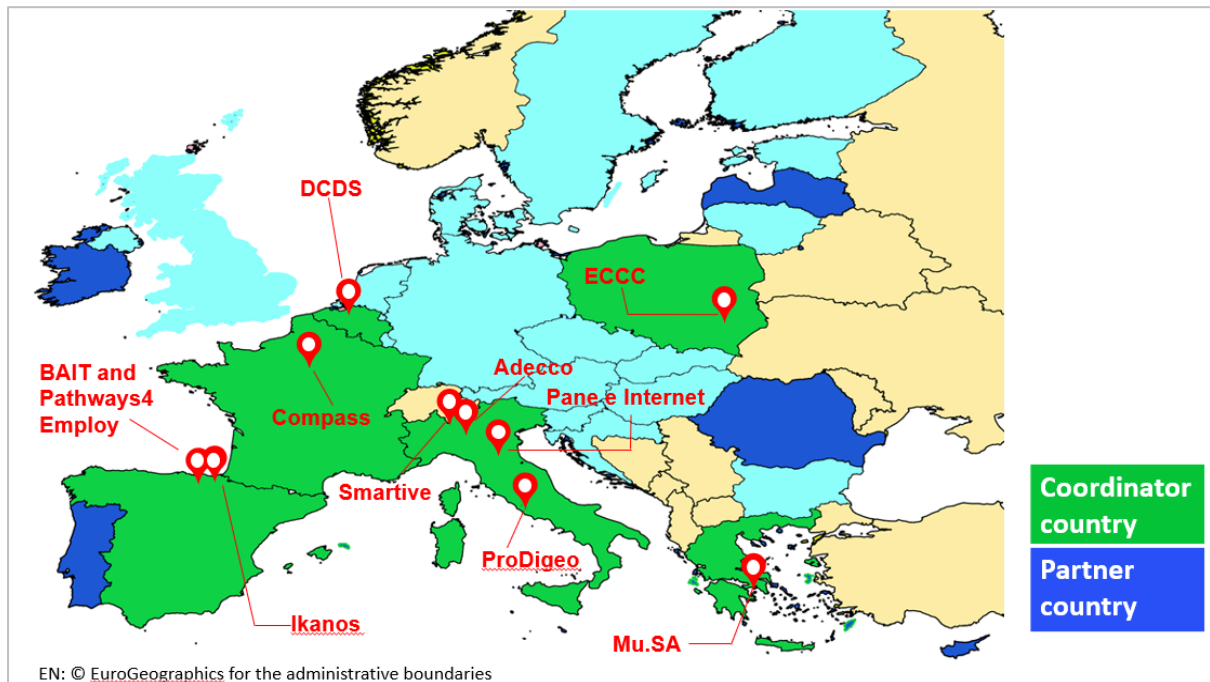 DCDS
ECCC
BAIT and
Pathways4
Employ
Adecco
Pane e Internet
Compass
Smartive
ProDigeo
Ikanos
Mu.SA
Coordinator
country
Partner
country
EN: © EuroGeographics for the administrative boundaries